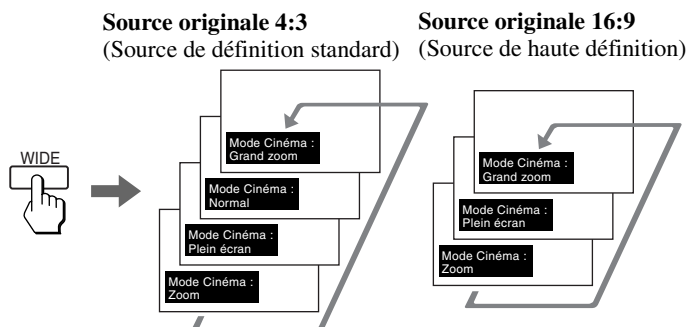 Source originale 4:3
(Source de définition standard)
Source originale 16:9
(Source de haute définition)
WIDE
Mode Cinéma :
Grand zoom
Mode Cinéma :
Normal
Mode Cinéma :
Plein écran
Mode Cinéma :
Zoom
Mode Cinéma :
Grand zoom
Mode Cinéma :
Plein écran
Mode Cinéma :
Zoom